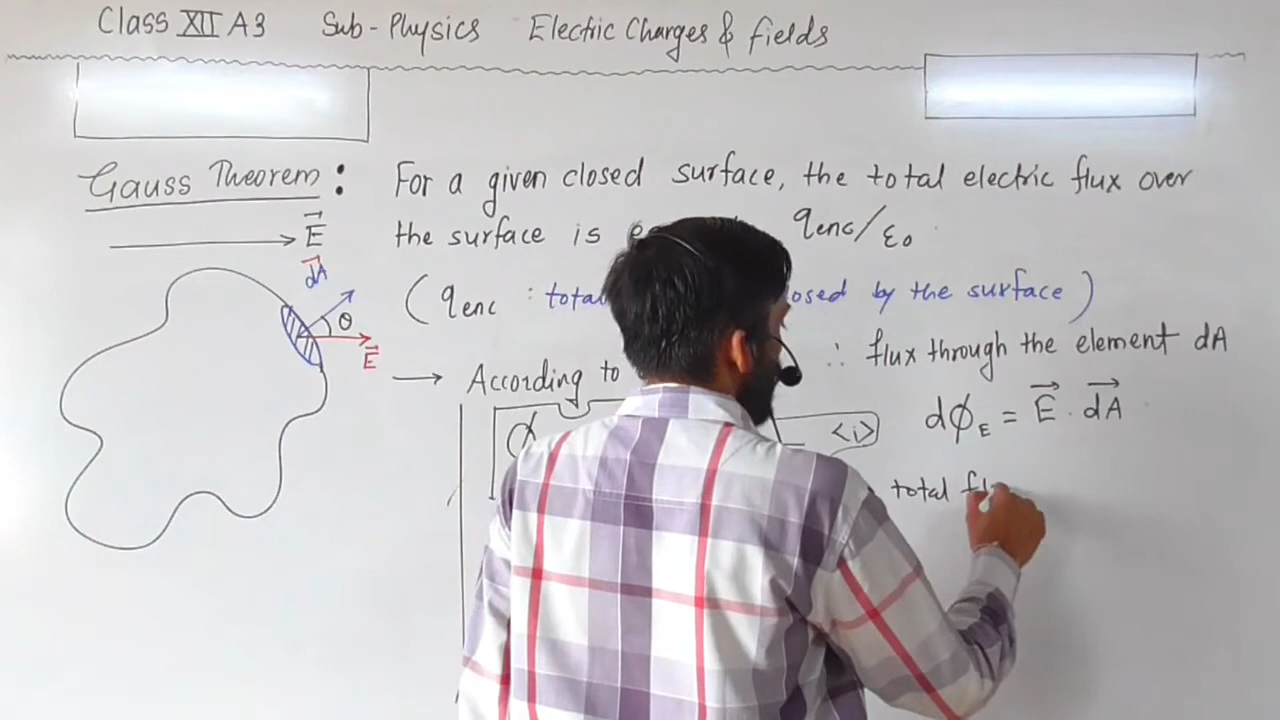 Class XII A3 Sub-Physics Electric Charges & fields
Gauss Theorem : For a given closed surface, the total electric flux over
the surface is qenc/ε0
E
dA
θ
E
(qenc : total by the surface)
→ According to
∴ flux through the element dA
ϕ <i>
dϕE = E . dA
total fl